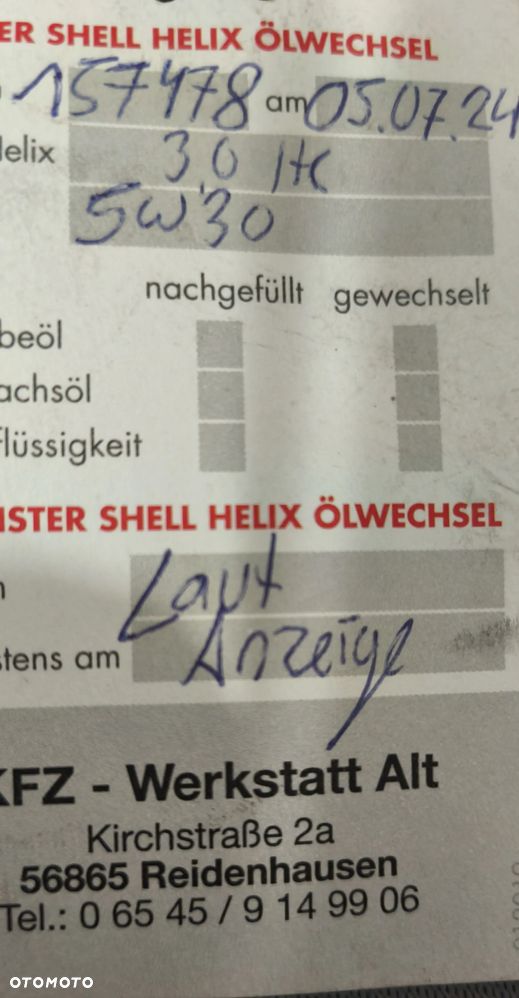 ER SHELL HELIX ÖLWECHSEL
157478 am 05.07.24
Helix 3,0 ltr
5W30
nachgefüllt gewechselt
beöl
achsöl
flüssigkeit
ISTER SHELL HELIX ÖLWECHSEL
Laut
stens am Anzeige
KFZ - Werkstatt Alt
Kirchstraße 2a
56865 Reidenhausen
Tel.: 0 65 45 / 9 14 99 06
OTOMOTO